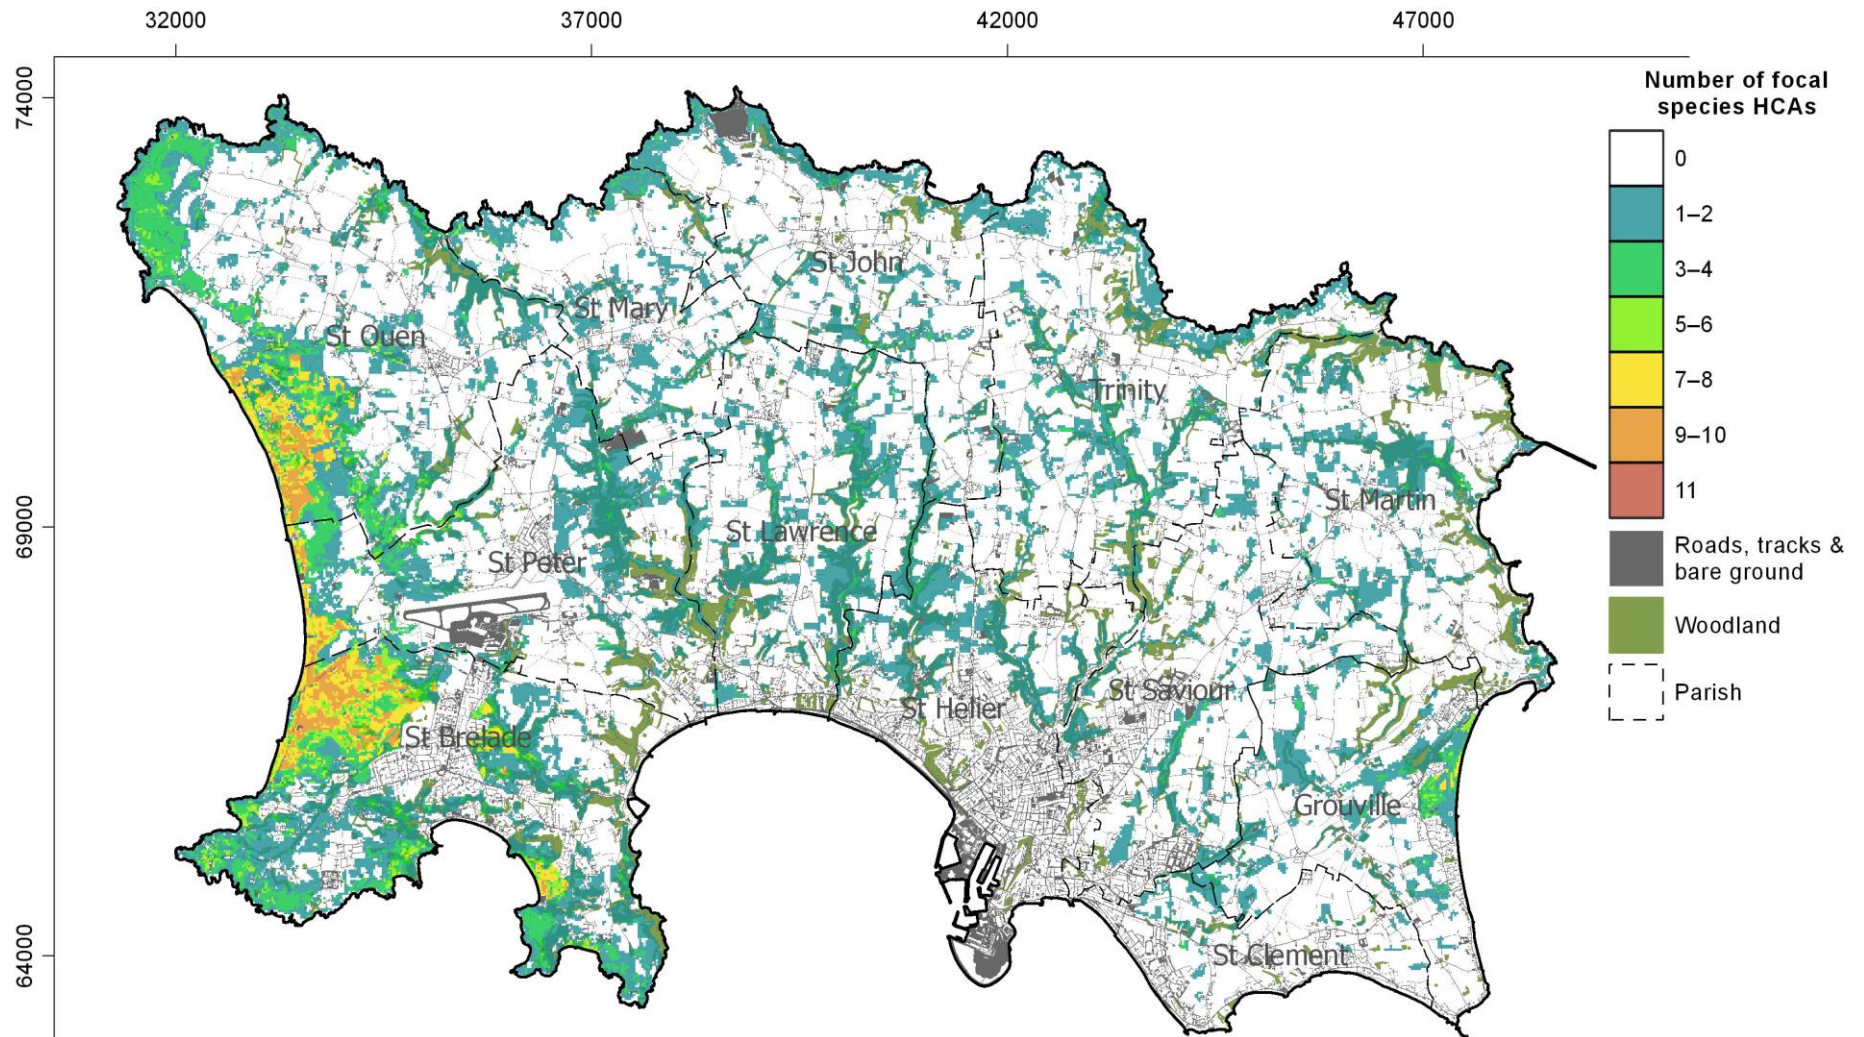 32000
37000
42000
47000
74000
69000
64000
Number of focal
species HCAs
0
1–2
3–4
5–6
7–8
9–10
11
Roads, tracks &
bare ground
Woodland
Parish
St John
St Mary
St Ouen
Trinity
St Martin
St Lawrence
St Peter
St Saviour
St Helier
St Brelade
Grouville
St Clement